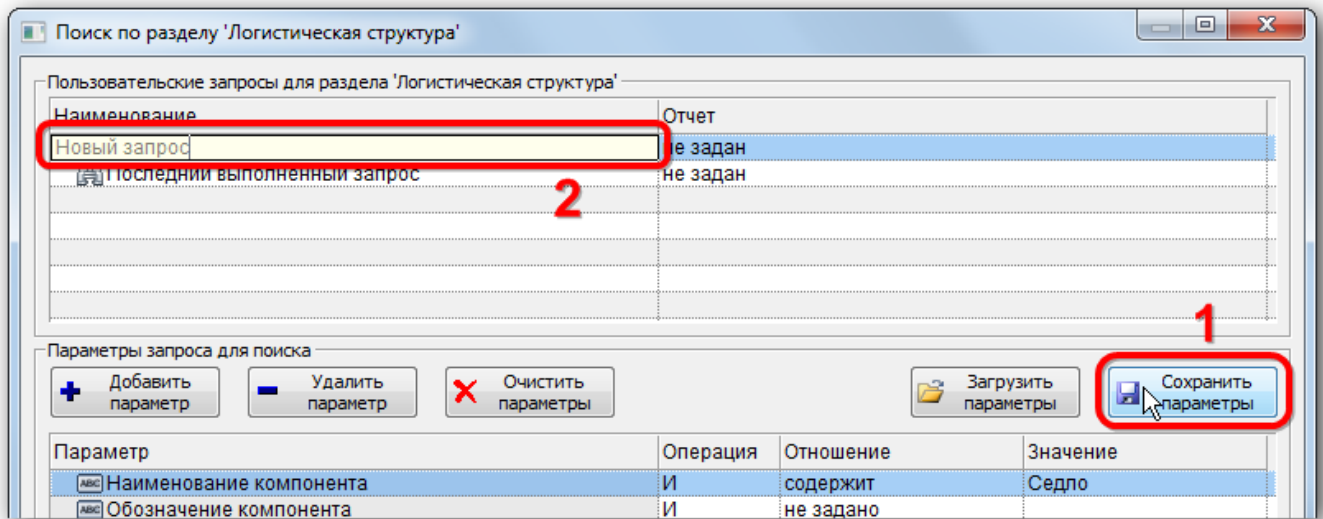 Поиск по разделу 'Логистическая структура'
Пользовательские запросы для раздела 'Логистическая структура'
Наименование Отчет
Новый запрос не задан
Последний выполненный запрос не задан
2
1
Параметры запроса для поиска
Добавить параметр Удалить параметр Очистить параметры Загрузить параметры Сохранить параметры
Параметр Операция Отношение Значение
ABC Наименование компонента И содержит Седло
ABC Обозначение компонента И не задано